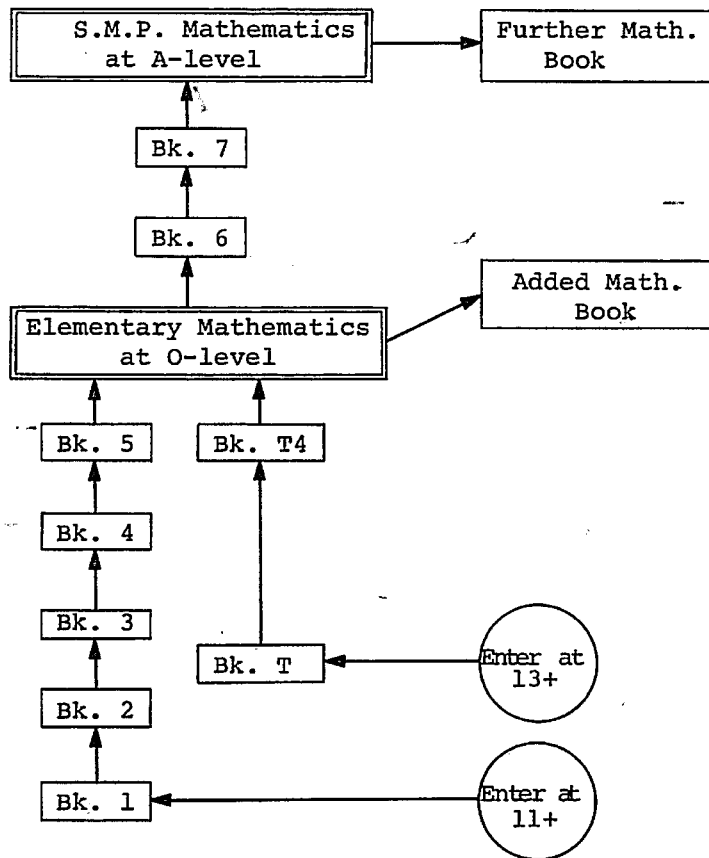 S.M.P. Mathematics
at A-level
Further Math.
Book
Bk. 7
Bk. 6
Added Math.
Book
Elementary Mathematics
at O-level
Bk. 5
Bk. T4
Bk. 4
Bk. 3
Bk. T
Enter at
13+
Bk. 2
Bk. 1
Enter at
11+